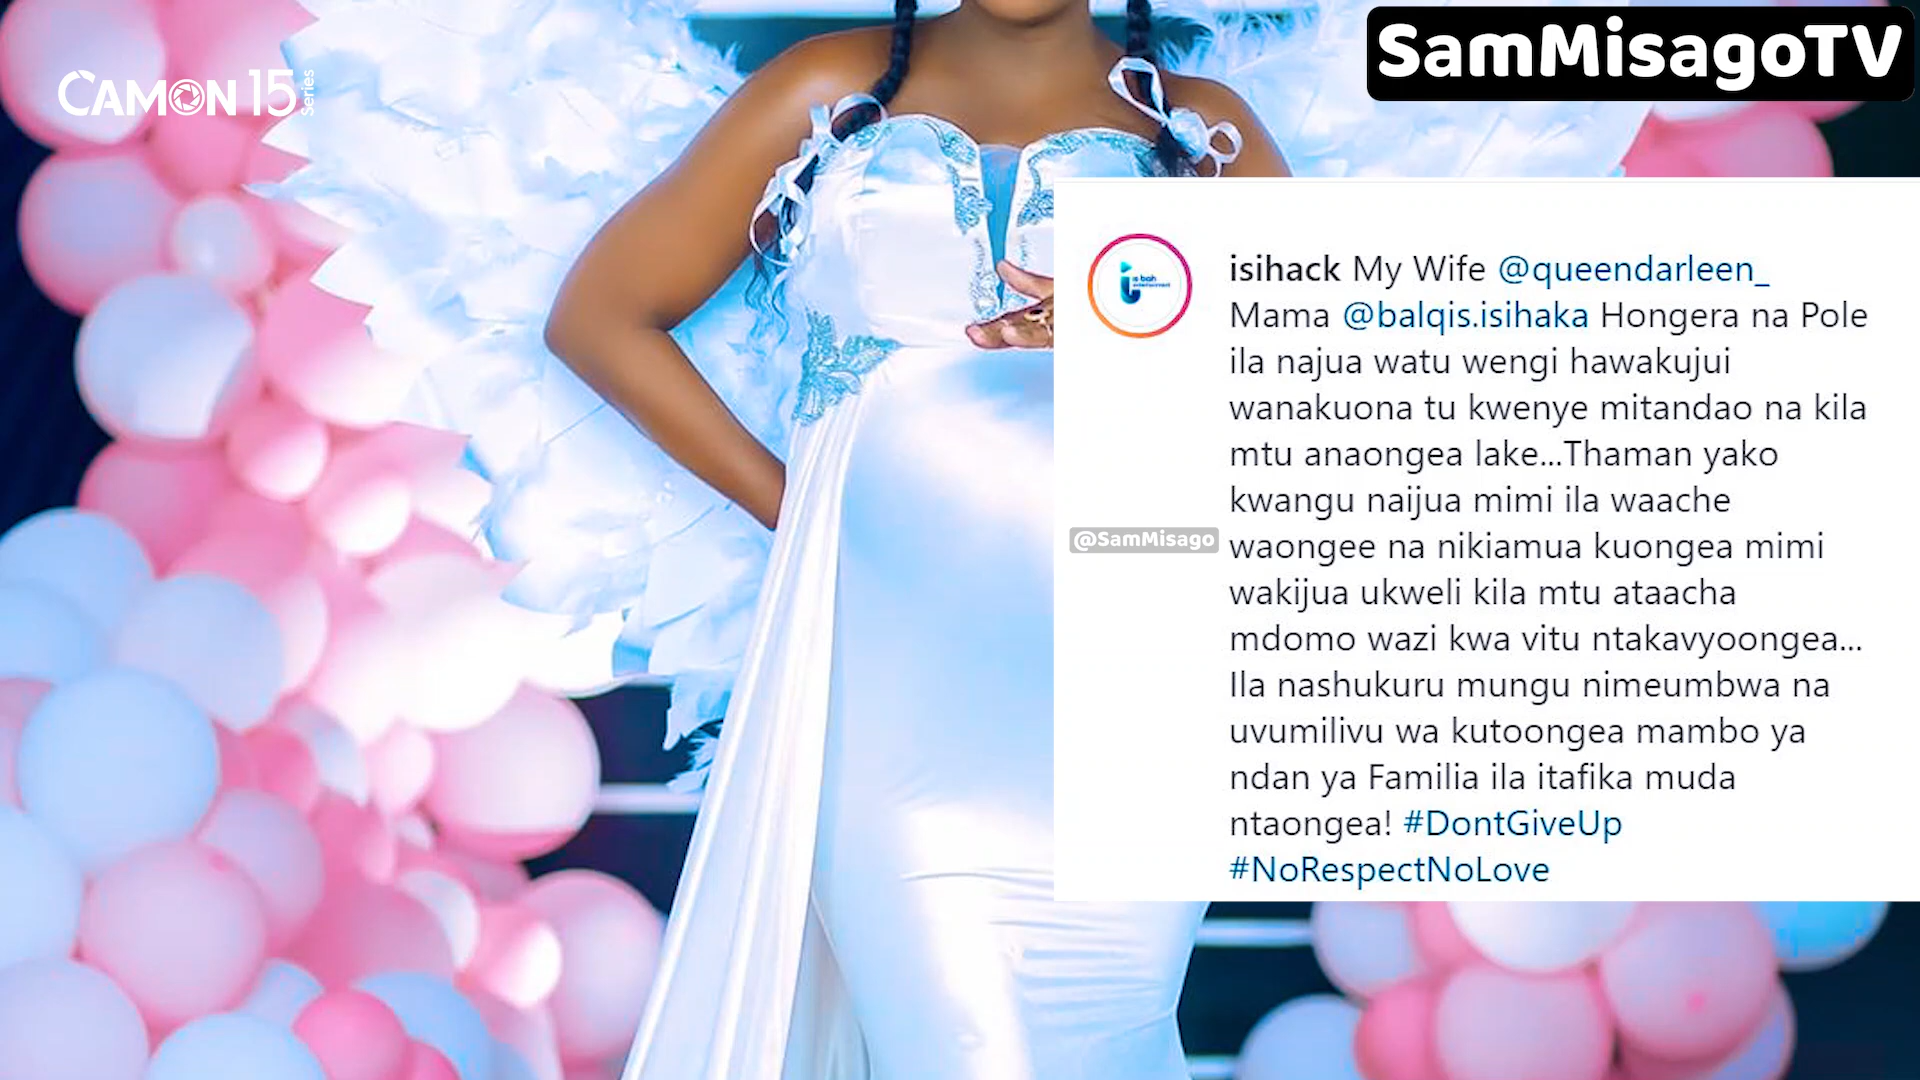 CAMON 15 Series
SamMisagoTV
is bah
entertainment
isihack My Wife @queendarleen_
Mama @balqis.isihaka Hongera na Pole
ila najua watu wengi hawakujui
wanakuona tu kwenye mitandao na kila
mtu anaongea lake...Thaman yako
kwangu naijua mimi ila waache
@SamMisago
waongee na nikiamua kuongea mimi
wakijua ukweli kila mtu ataacha
mdomo wazi kwa vitu ntakavyoongea...
Ila nashukuru mungu nimeumbwa na
uvumilivu wa kutoongea mambo ya
ndan ya Familia ila itafika muda
ntaongea! #DontGiveUp
#NoRespectNoLove